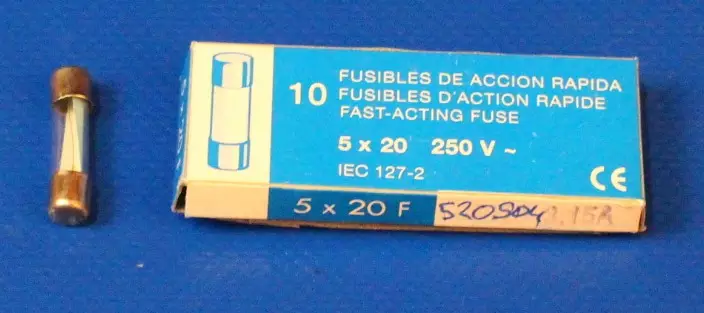 10 FUSIBLES DE ACCION RAPIDA
FUSIBLES D'ACTION RAPIDE
FAST-ACTING FUSE
5 x 20 250 V ~
IEC 127-2
CE
5 x 20 F